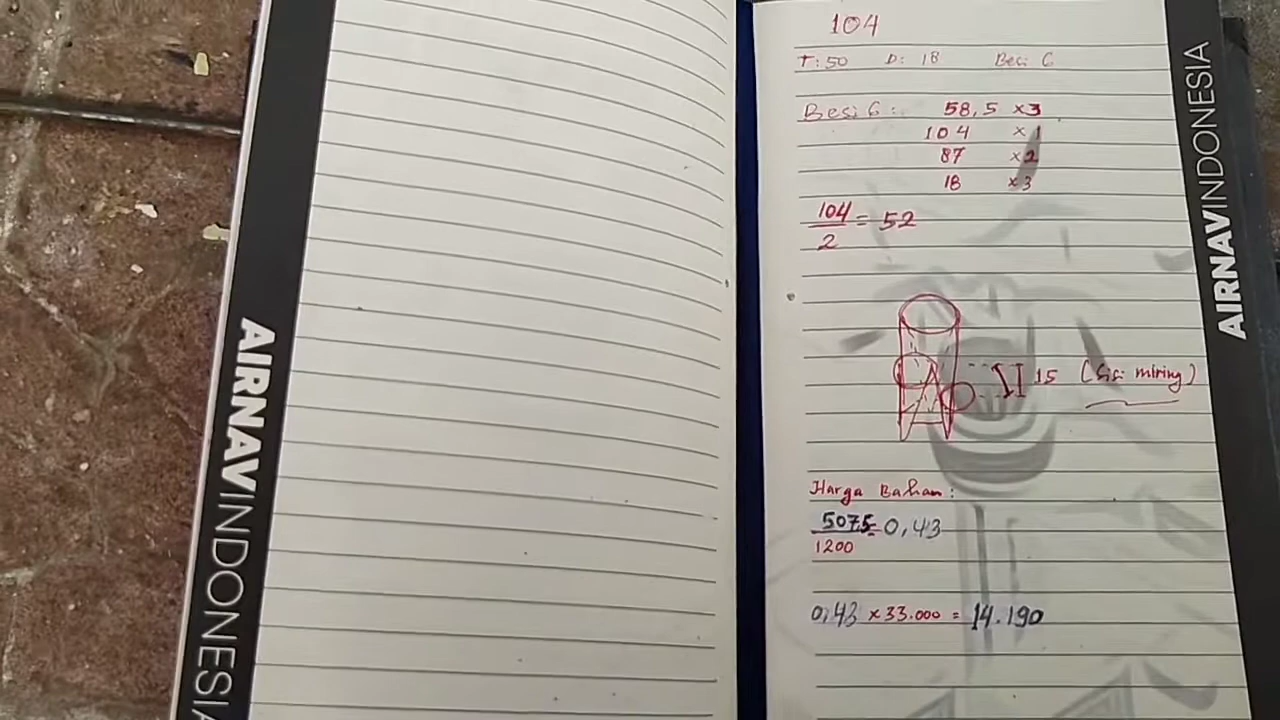 AIRNAVINDONESIA
104
T: 50 D: 18 Besi 6
Besi 6 : 58,5 x3
104 x1
87 x2
18 x3
104
2
= 52
15 (Sisi miring)
Harga Bahan :
5075
1200
= 0,43
0,43 x 33.000 = 14.190
AIRNAVINDONESIA